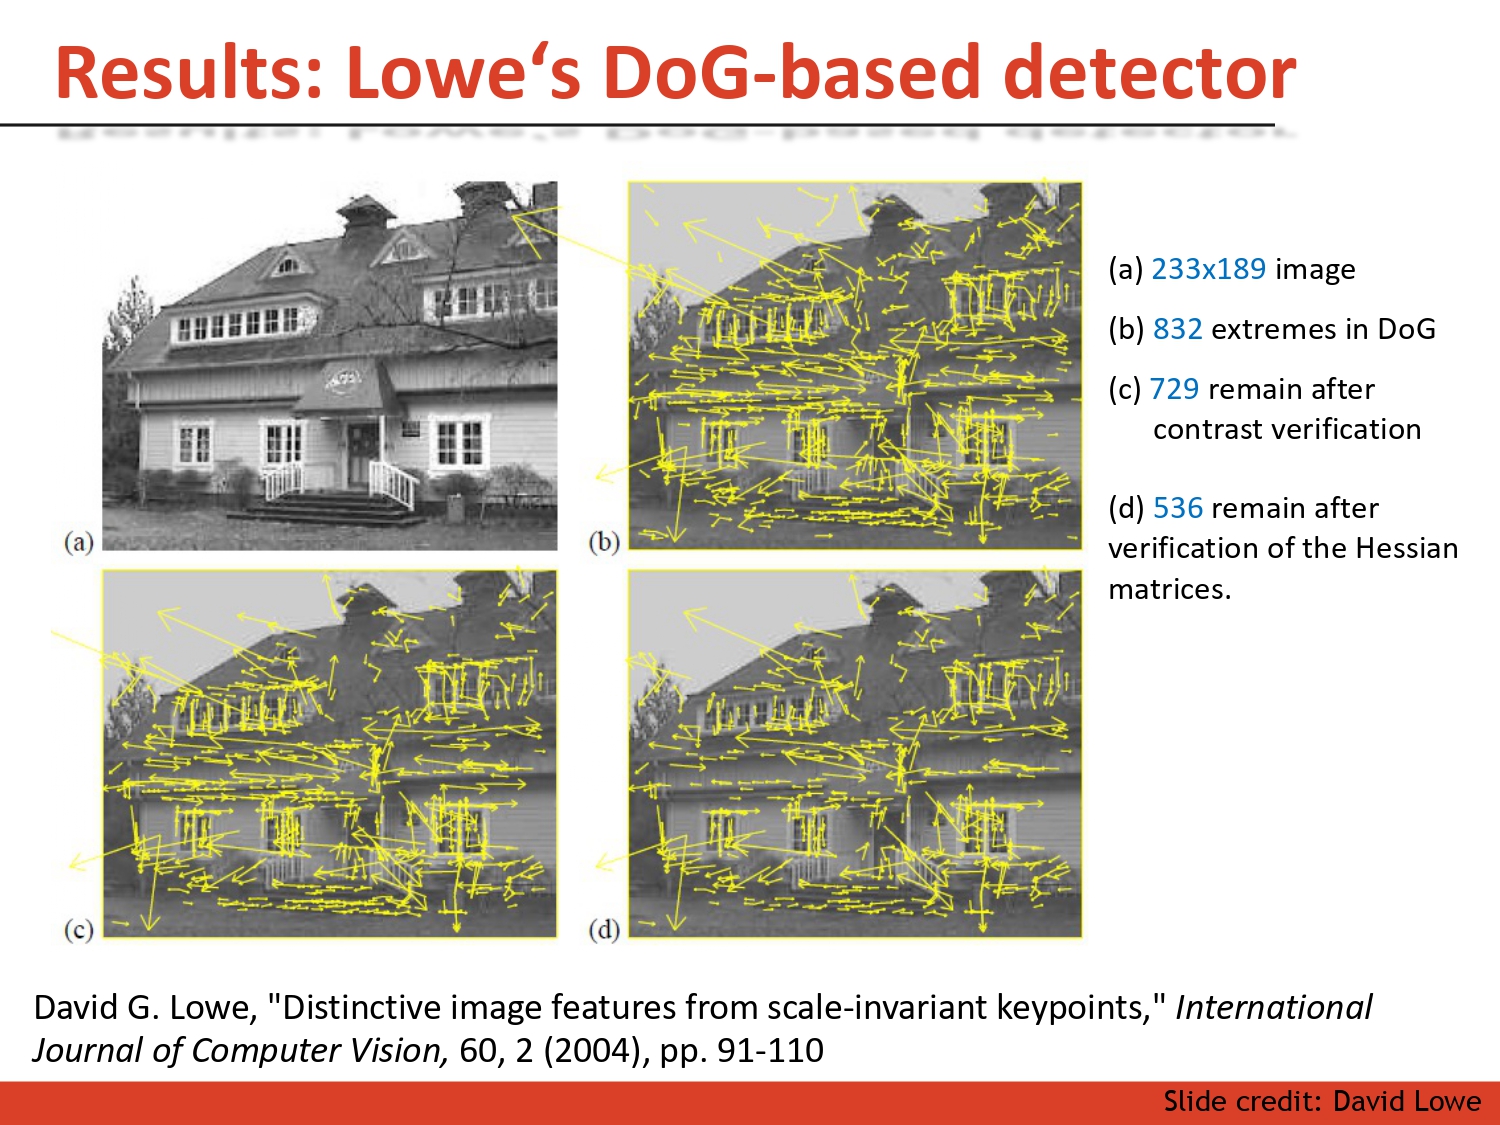 Results: Lowe‘s DoG-based detector
(a) 233x189 image
(b) 832 extremes in DoG
(c) 729 remain after
contrast verification
(d) 536 remain after
verification of the Hessian
matrices.
(a)
(b)
(c)
(d)
David G. Lowe, "Distinctive image features from scale-invariant keypoints," International
Journal of Computer Vision, 60, 2 (2004), pp. 91-110
Slide credit: David Lowe